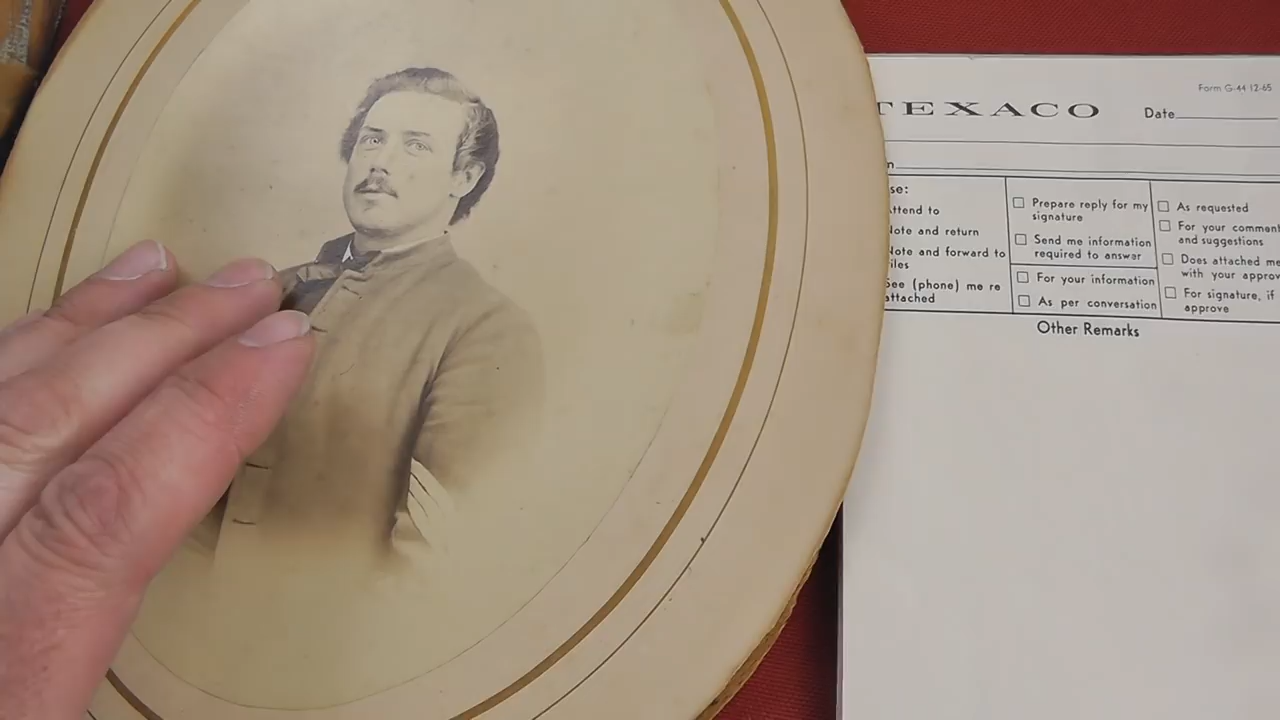 Form G-44 12-65
TEXACO
Date
se:
ttend to
Note and return
Note and forward to
iles
See (phone) me re
attached
Prepare reply for my
signature
Send me information
required to answer
For your information
As per conversation
As requested
For your comment
and suggestions
Does attached me
with your approv
For signature, if
approve
Other Remarks